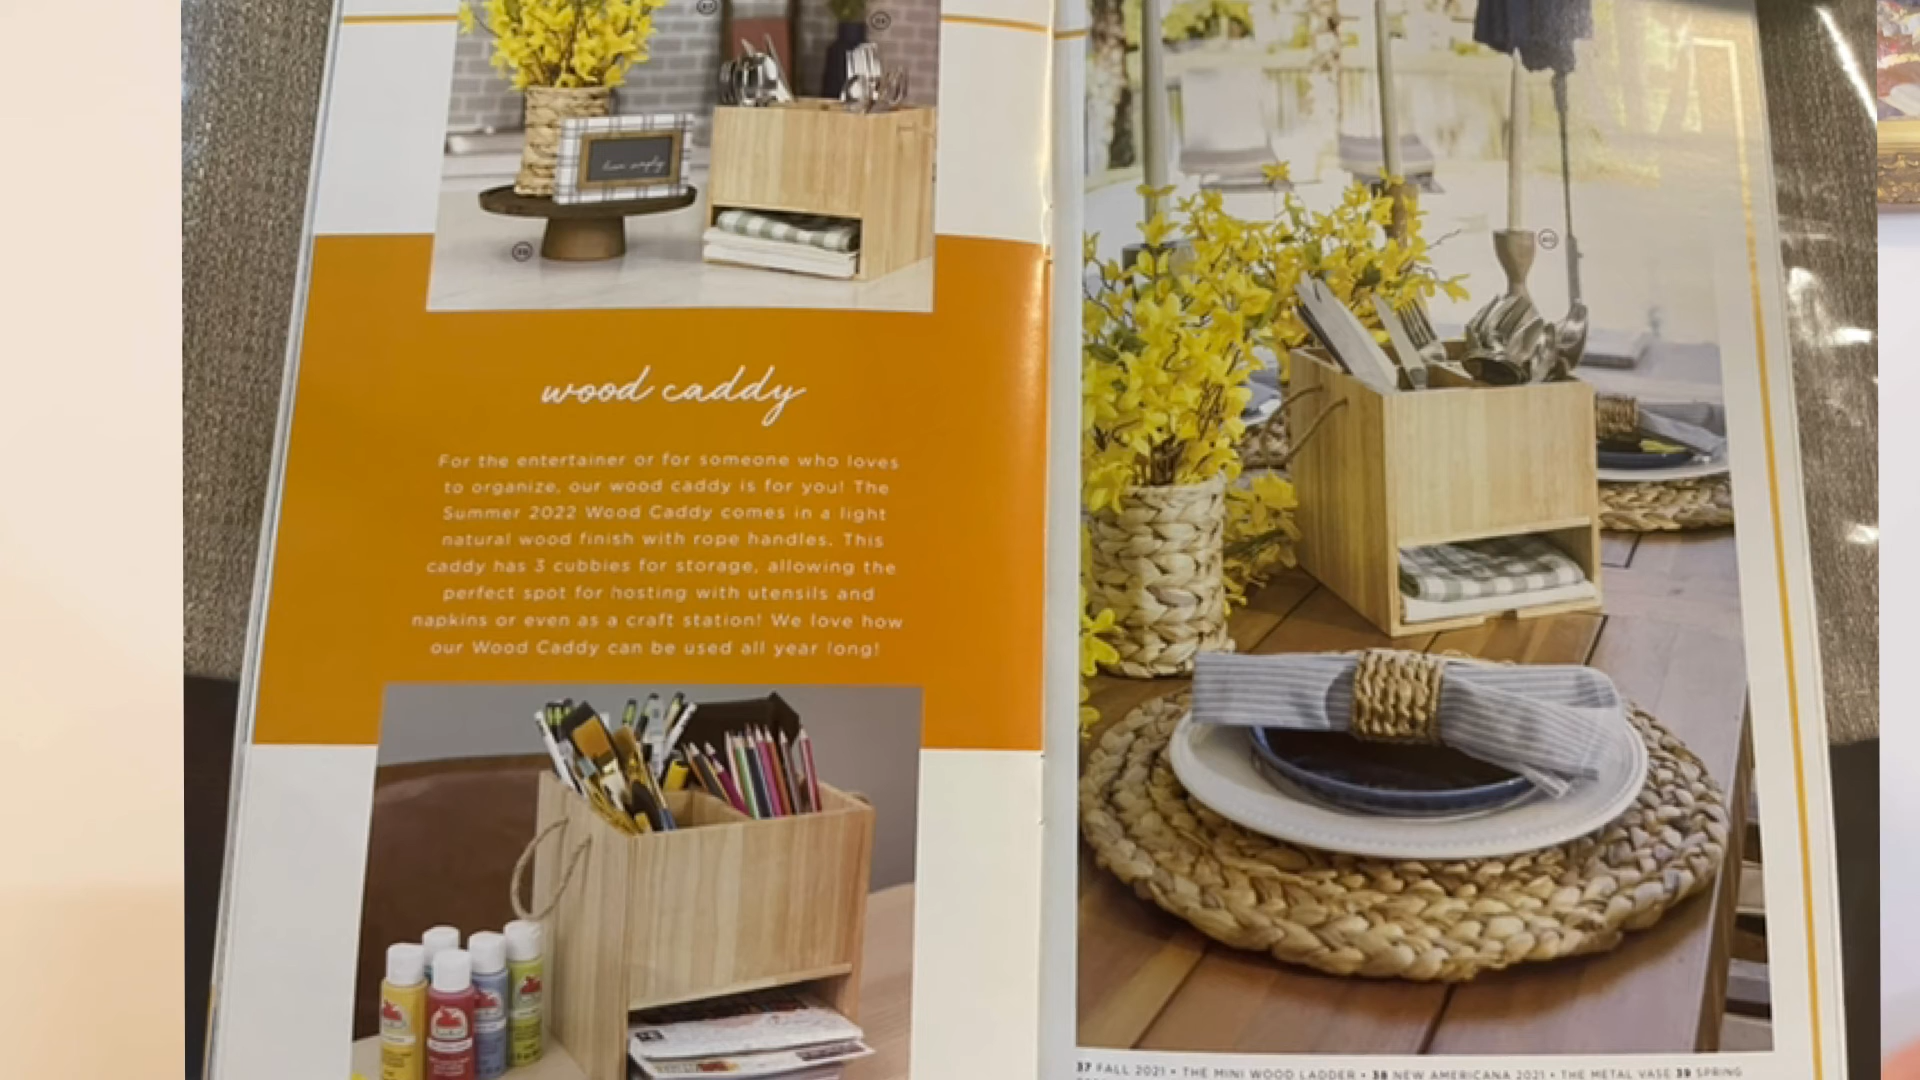 live simply
wood caddy
For the entertainer or for someone who loves
to organize, our wood caddy is for you! The
Summer 2022 Wood Caddy comes in a light
natural wood finish with rope handles. This
caddy has 3 cubbies for storage, allowing the
perfect spot for hosting with utensils and
napkins or even as a craft station! We love how
our Wood Caddy can be used all year long!
37 FALL 2021 • THE MINI WOOD LADDER • 38 NEW AMERICANA 2021 • THE METAL VASE 39 SPRING